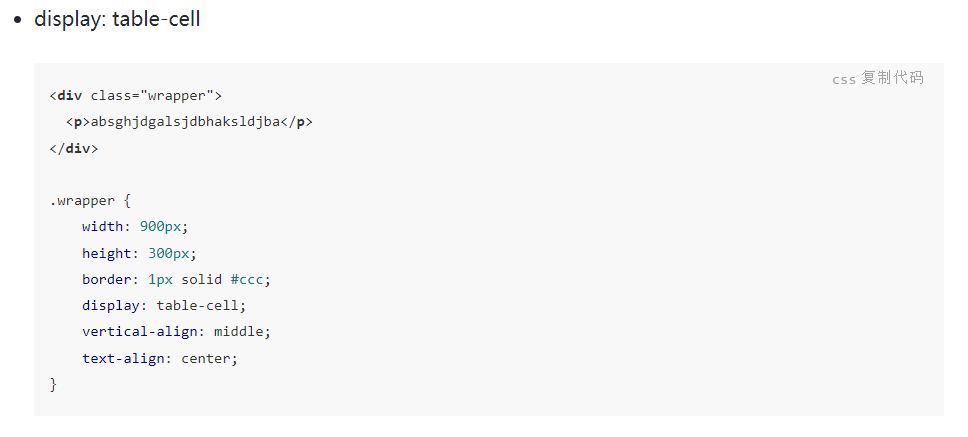 display: table-cell
css 复制代码
<div class="wrapper">
  <p>absghjdgalsjdbhaksldjba</p>
</div>

.wrapper {
    width: 900px;
    height: 300px;
    border: 1px solid #ccc;
    display: table-cell;
    vertical-align: middle;
    text-align: center;
}